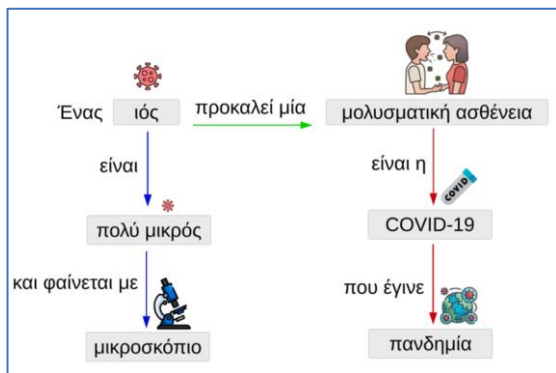 Ένας ιός προκαλεί μία μολυσματική ασθένεια
είναι
είναι η
COVID
πολύ μικρός
COVID-19
και φαίνεται με
που έγινε
μικροσκόπιο
πανδημία